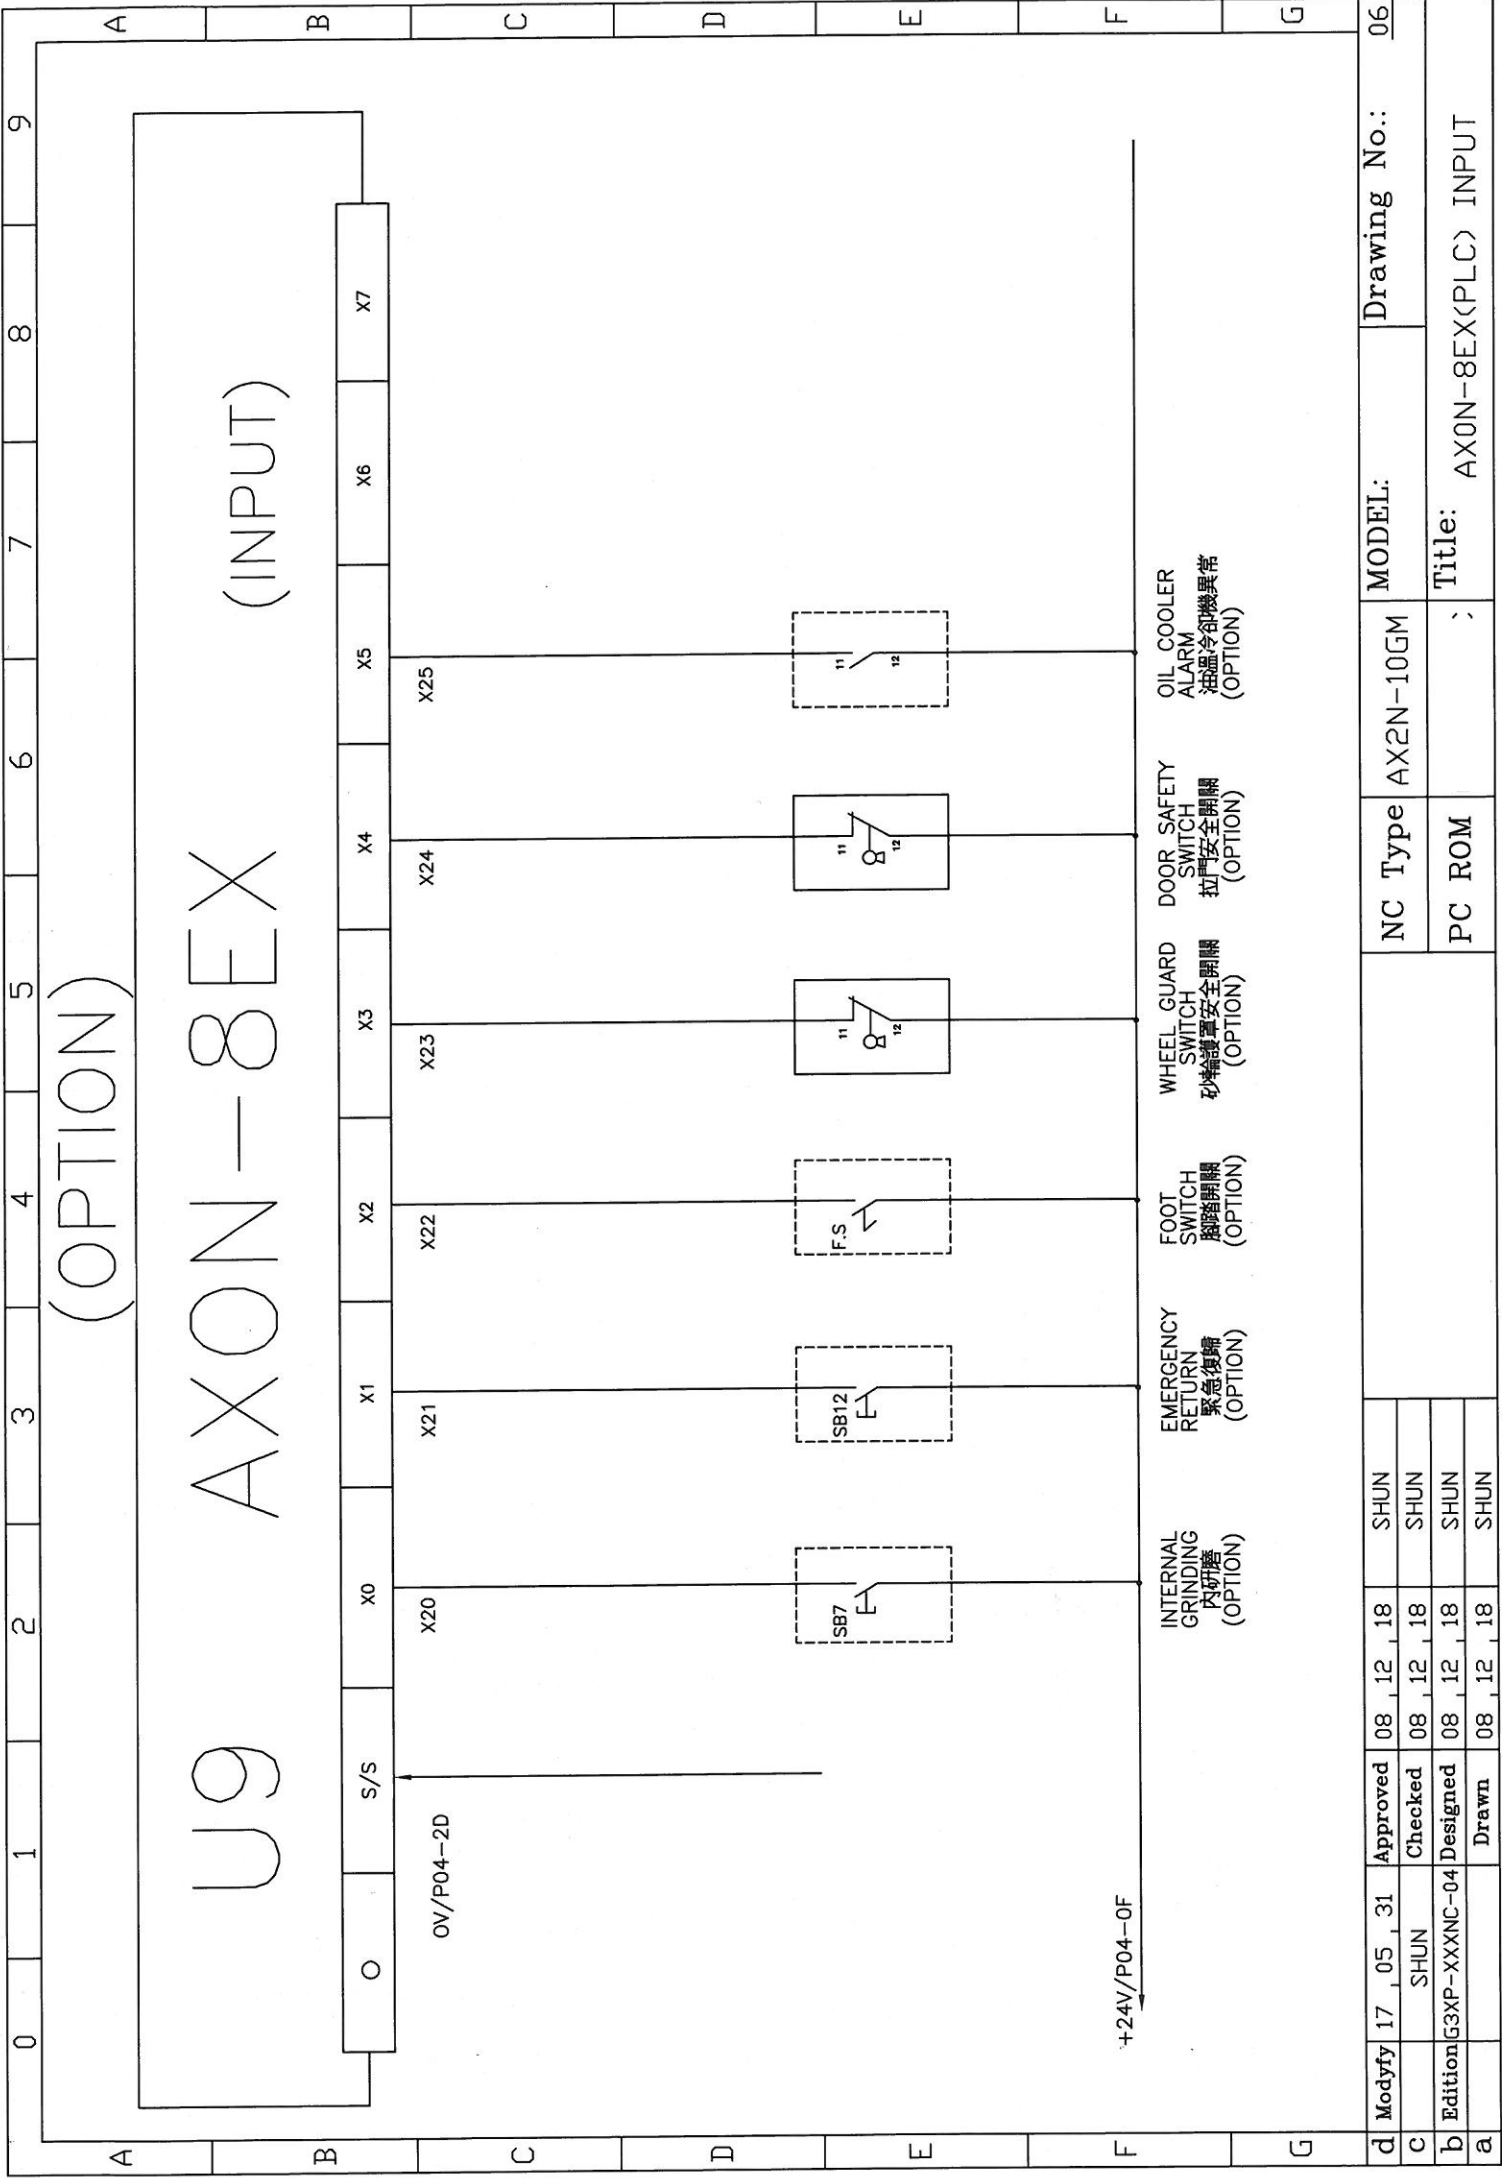 0 1 2 3 4 5 6 7 8 9
A A
(OPTION)
U9 AXON-8EX (INPUT)
B B
O S/S X0 X1 X2 X3 X4 X5 X6 X7
C C
0V/P04-2D X20 X21 X22 X23 X24 X25
D D
SB7 SB12 F.S 11 11 11
12 12 12
E E
+24V/P04-0F
F F
INTERNAL
GRINDING
內研磨
(OPTION)
EMERGENCY
RETURN
緊急復歸
(OPTION)
FOOT
SWITCH
腳踏開關
(OPTION)
WHEEL GUARD
SWITCH
砂輪護罩安全開關
(OPTION)
DOOR SAFETY
SWITCH
拉門安全開關
(OPTION)
OIL COOLER
ALARM
油溫冷卻機異常
(OPTION)
G G
d Modyfy 17 , 05 , 31 Approved 08 , 12 , 18 SHUN NC Type AX2N-10GM MODEL: Drawing No.: 06
c SHUN Checked 08 , 12 , 18 SHUN
b Edition G3XP-XXXNC-04 Designed 08 , 12 , 18 SHUN PC ROM ; Title: AX0N-8EX(PLC) INPUT
a Drawn 08 , 12 , 18 SHUN